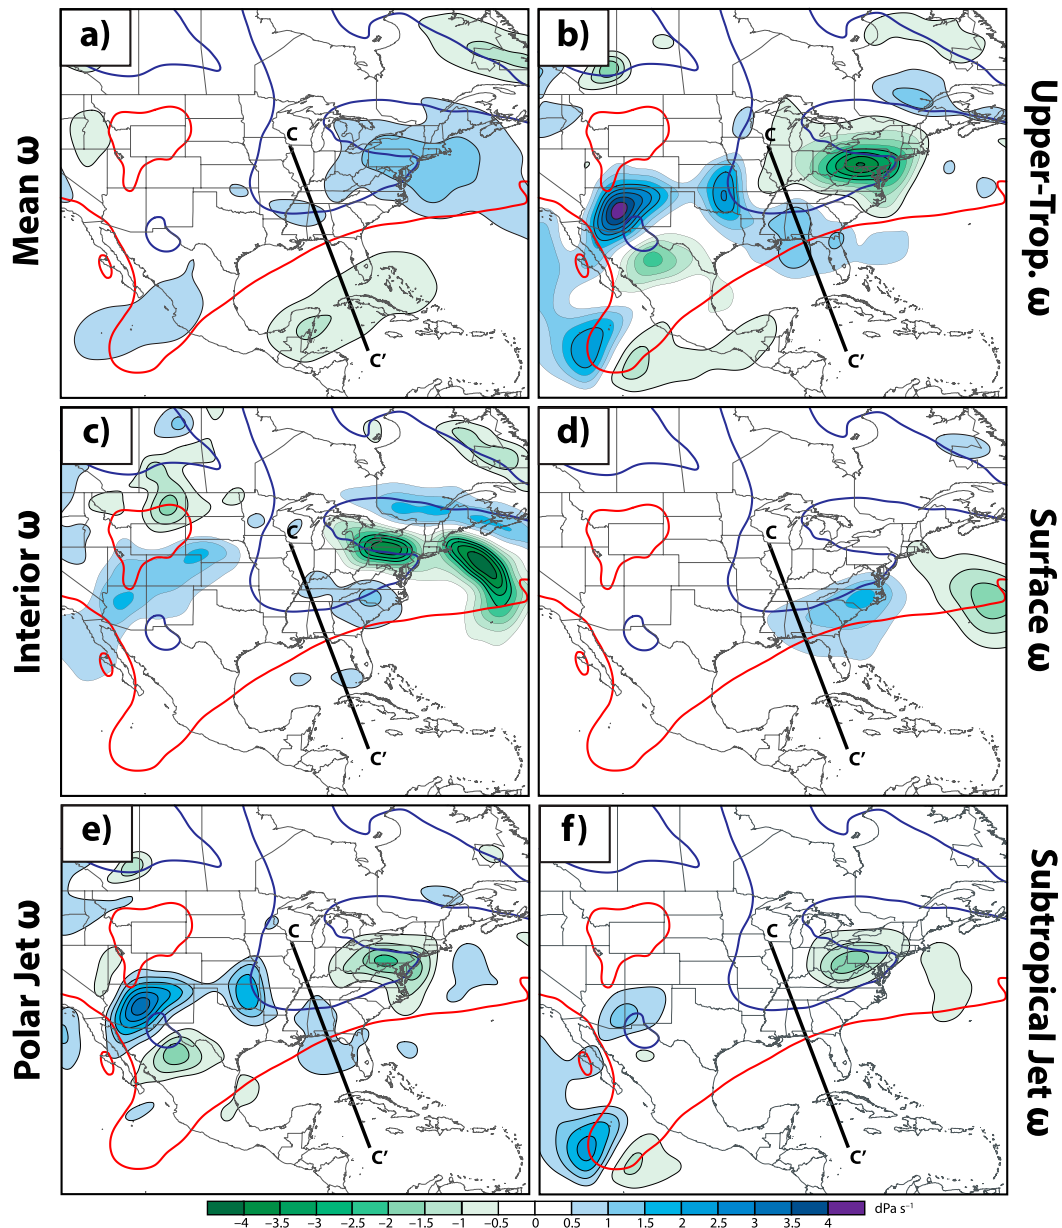 a)
b)
Mean ω
Upper-Trop. ω
C
C
C'
C'
c)
d)
Interior ω
Surface ω
C
C
C'
C'
e)
f)
Polar Jet ω
Subtropical Jet ω
C
C
C'
C'
−4 −3.5 −3 −2.5 −2 −1.5 −1 −0.5 0 0.5 1 1.5 2 2.5 3 3.5 4 dPa s⁻¹